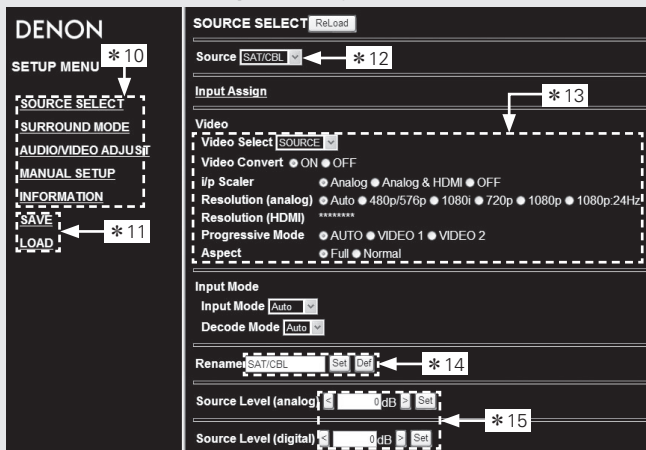 DENON
SETUP MENU
*10
SOURCE SELECT
SURROUND MODE
AUDIO/VIDEO ADJUST
MANUAL SETUP
INFORMATION
SAVE
LOAD
*11
SOURCE SELECT ReLoad
Source SAT/CBL *12
Input Assign
*13
Video
Video Select SOURCE
Video Convert ON OFF
i/p Scaler Analog Analog & HDMI OFF
Resolution (analog) Auto 480p/576p 1080i 720p 1080p 1080p:24Hz
Resolution (HDMI) ********
Progressive Mode AUTO VIDEO 1 VIDEO 2
Aspect Full Normal
Input Mode
Input Mode Auto
Decode Mode Auto
Rename SAT/CBL Set Def *14
Source Level (analog) < 0 dB > Set
*15
Source Level (digital) < 0 dB > Set